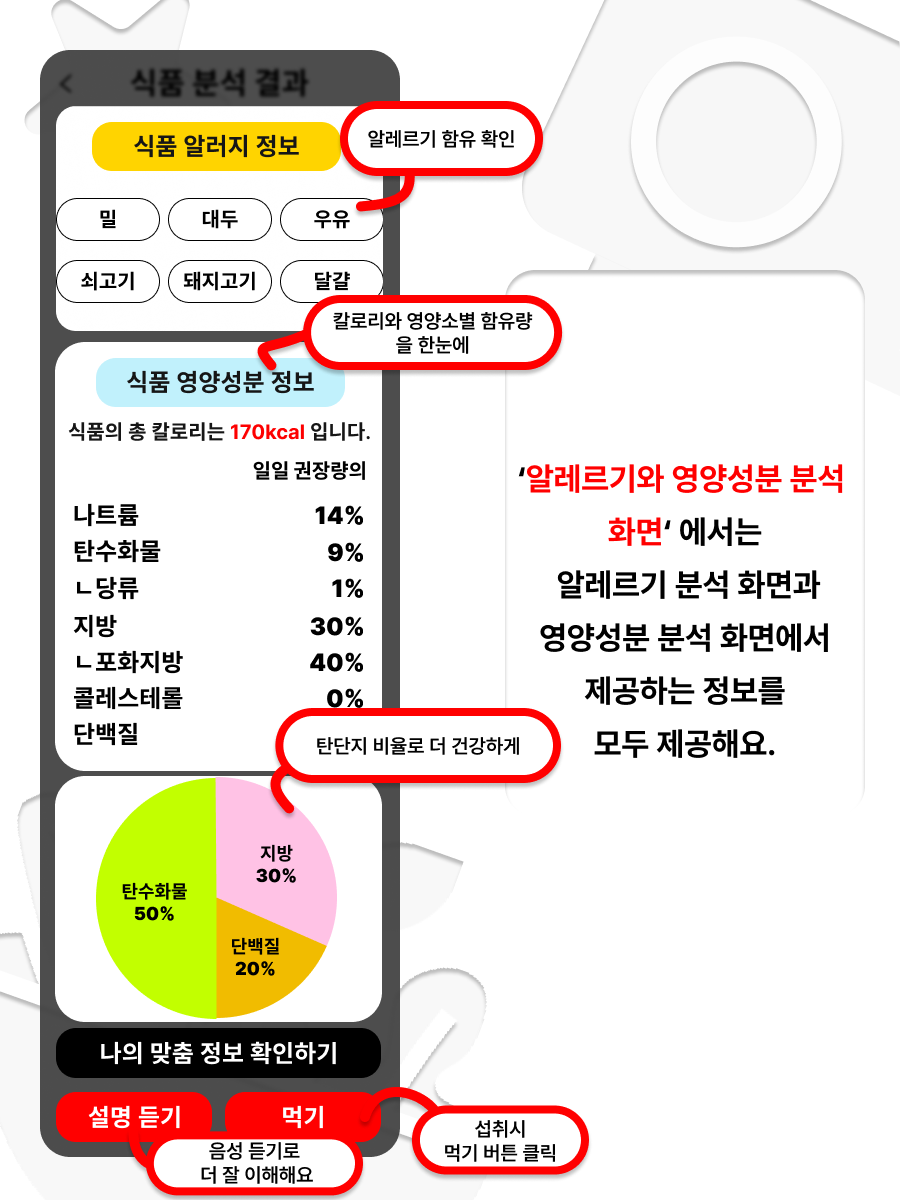 식품 분석 결과
식품 알러지 정보
알레르기 함유 확인
밀
대두
우유
쇠고기
돼지고기
달걀
칼로리와 영양소별 함유량
을 한눈에
식품 영양성분 정보
식품의 총 칼로리는 170kcal 입니다.
일일 권장량의
나트륨 14%
탄수화물 9%
ㄴ당류 1%
지방 30%
ㄴ포화지방 40%
콜레스테롤 0%
단백질
탄단지 비율로 더 건강하게
지방
30%
탄수화물
50%
단백질
20%
나의 맞춤 정보 확인하기
설명 듣기
먹기
음성 듣기로
더 잘 이해해요
섭취시
먹기 버튼 클릭
‘알레르기와 영양성분 분석
화면‘ 에서는
알레르기 분석 화면과
영양성분 분석 화면에서
제공하는 정보를
모두 제공해요.